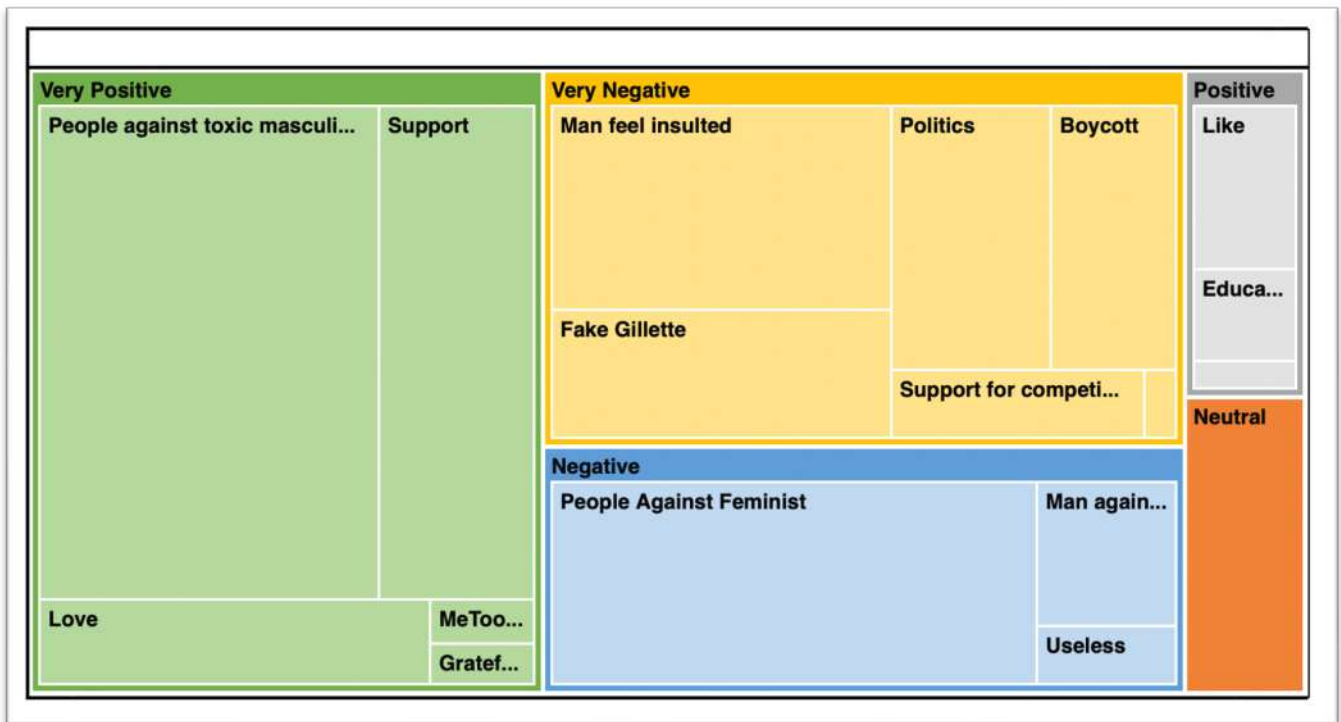 Very Positive
People against toxic masculi...
Support
Love
MeToo...
Gratef...
Very Negative
Man feel insulted
Politics
Boycott
Fake Gillette
Support for competi...
Negative
People Against Feminist
Man again...
Useless
Positive
Like
Educa...
Neutral